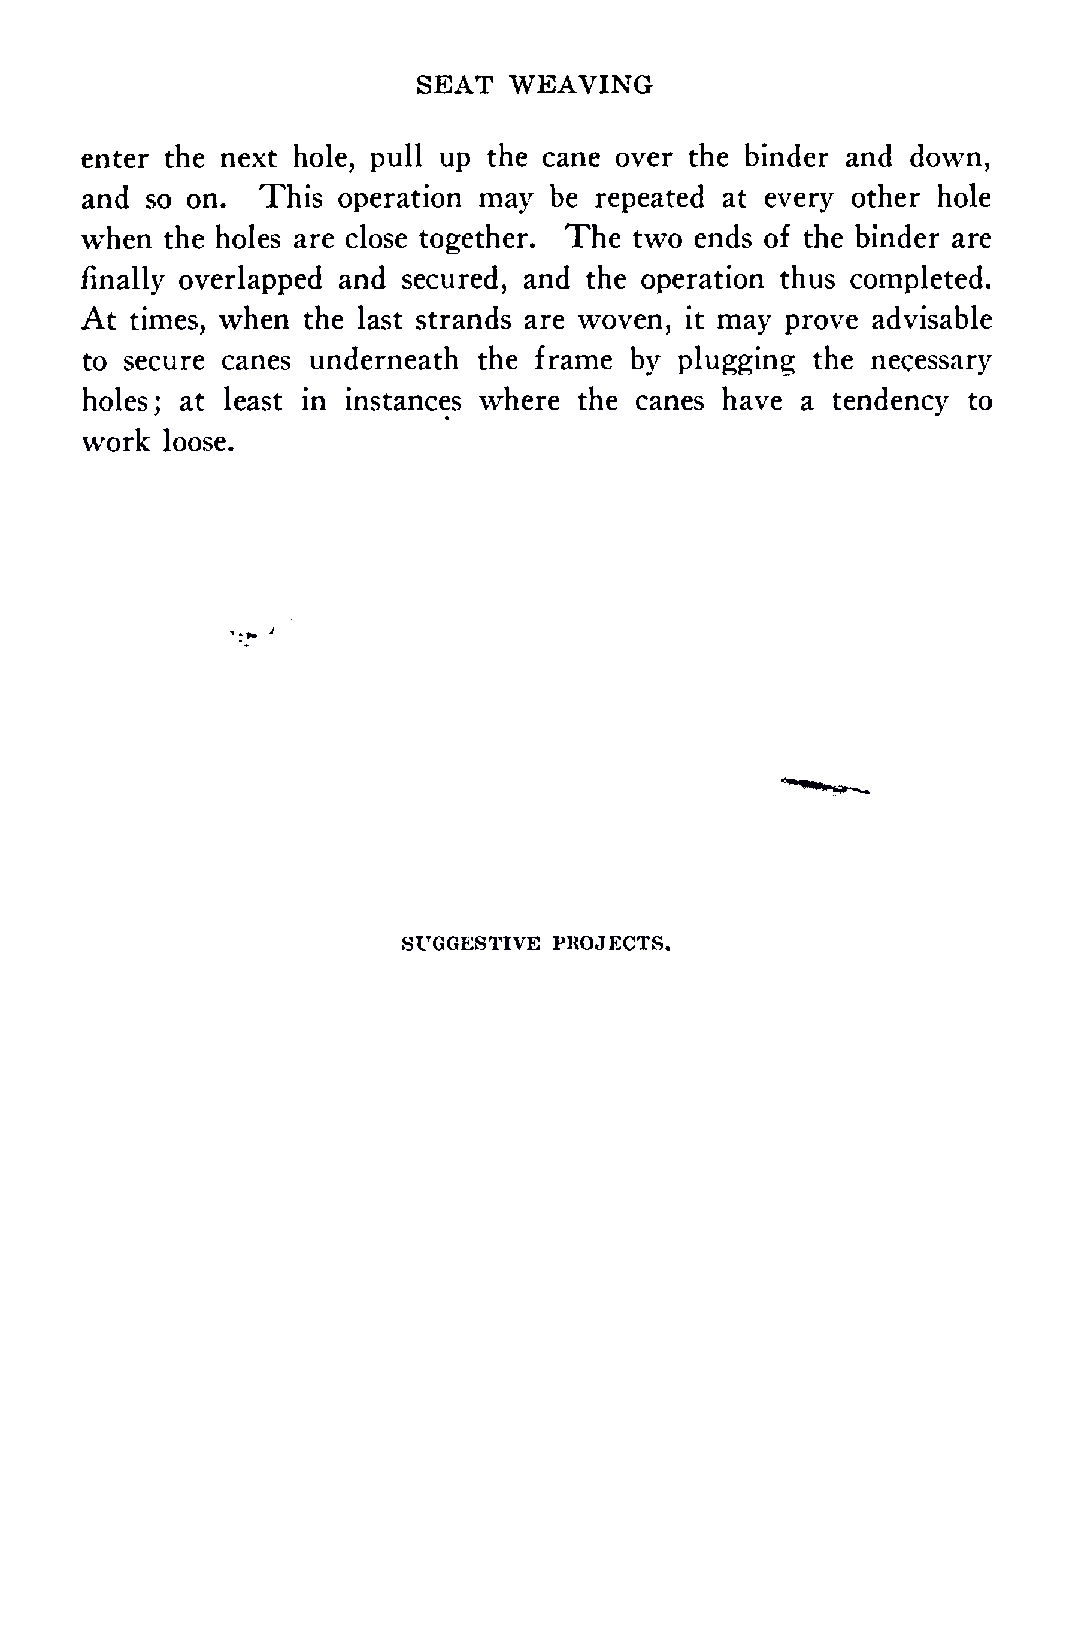 SEAT WEAVING
enter the next hole, pull up the cane over the binder and down,
and so on. This operation may be repeated at every other hole
when the holes are close together. The two ends of the binder are
finally overlapped and secured, and the operation thus completed.
At times, when the last strands are woven, it may prove advisable
to secure canes underneath the frame by plugging the necessary
holes; at least in instances where the canes have a tendency to
work loose.
SUGGESTIVE PROJECTS.